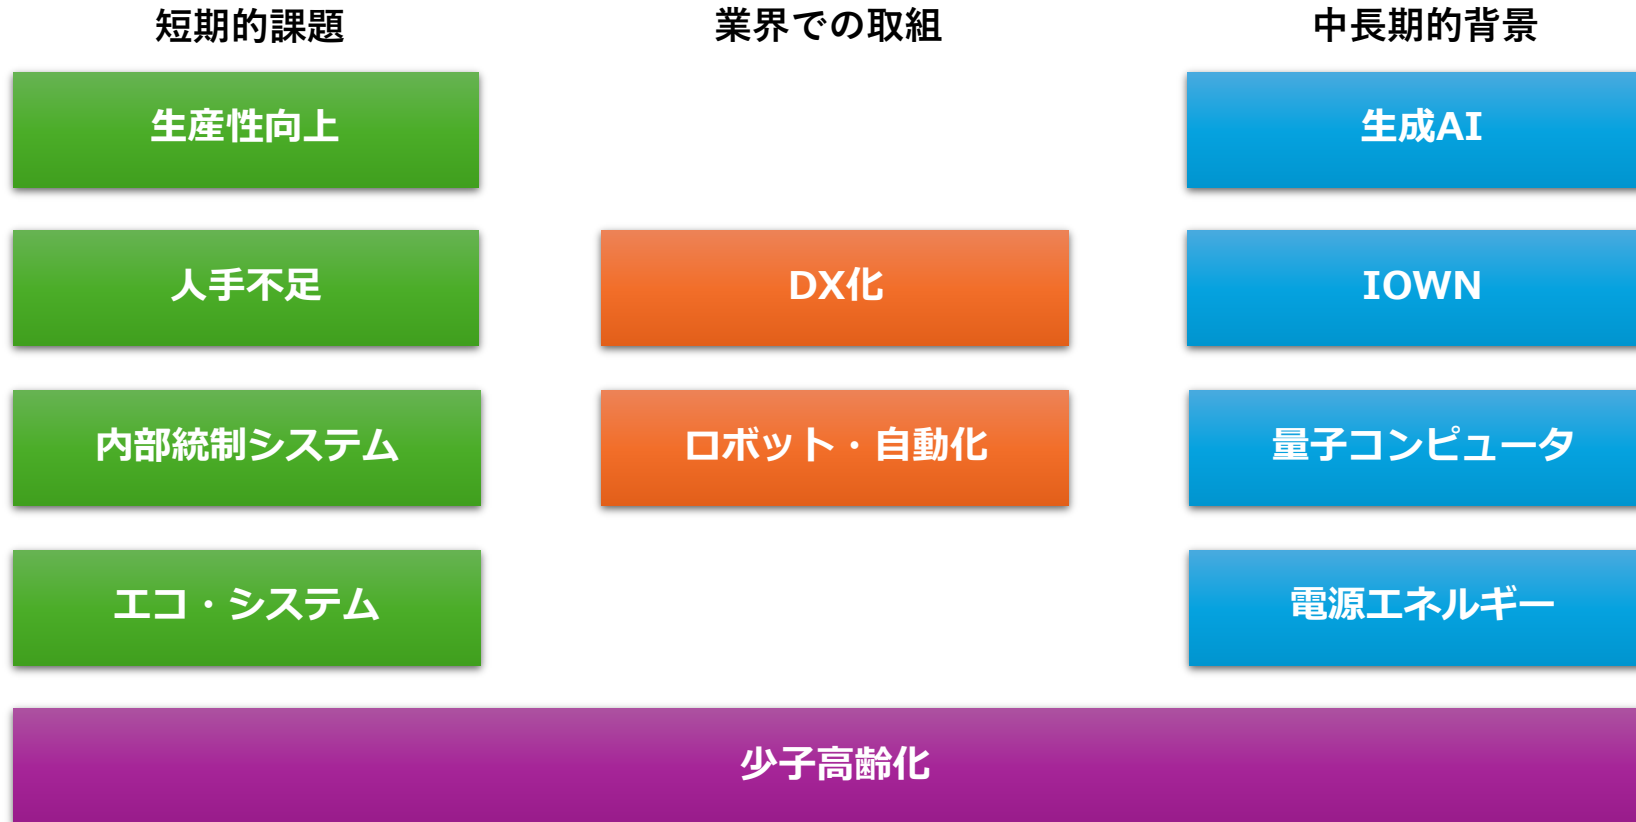 短期的課題
業界での取組
中長期的背景
生産性向上
生成AI
人手不足
DX化
IOWN
内部統制システム
ロボット・自動化
量子コンピュータ
エコ・システム
電源エネルギー
少子高齢化